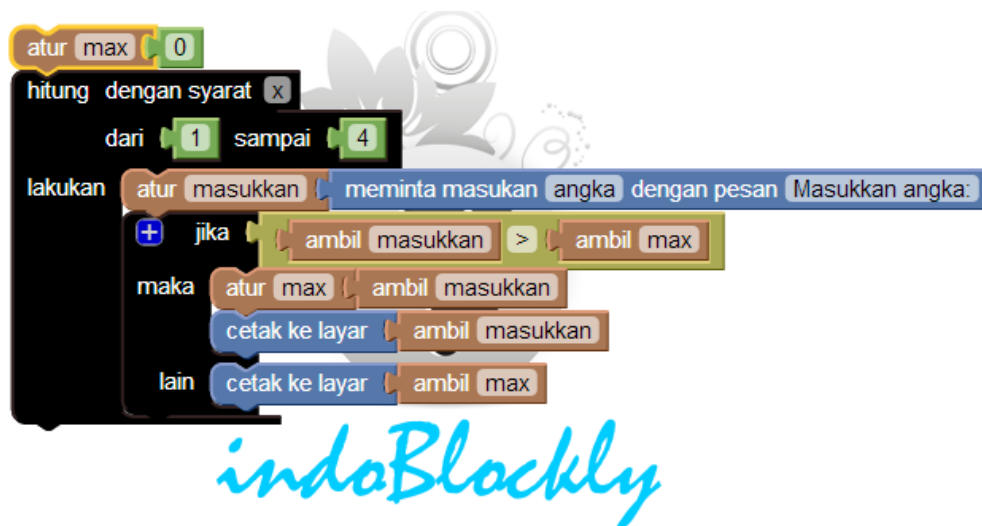 atur max 0
hitung dengan syarat x
dari 1 sampai 4
lakukan atur masukkan meminta masukan angka dengan pesan Masukkan angka:
+ jika ambil masukkan > ambil max
maka atur max ambil masukkan
cetak ke layar ambil masukkan
lain cetak ke layar ambil max
indoBlockly